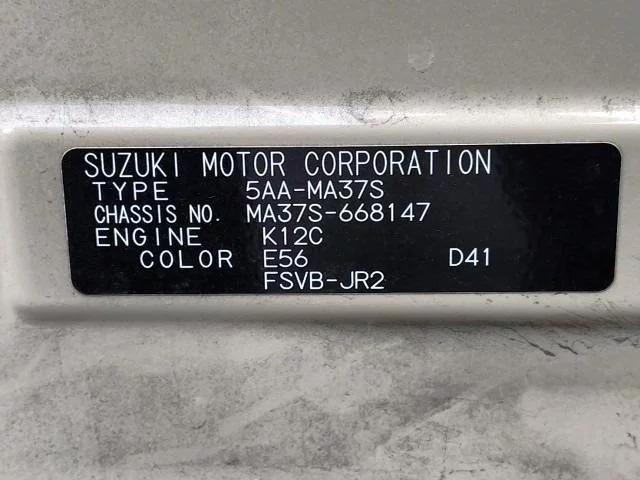 SUZUKI MOTOR CORPORATION
TYPE 5AA-MA37S
CHASSIS NO. MA37S-668147
ENGINE K12C
COLOR E56 D41
FSVB-JR2